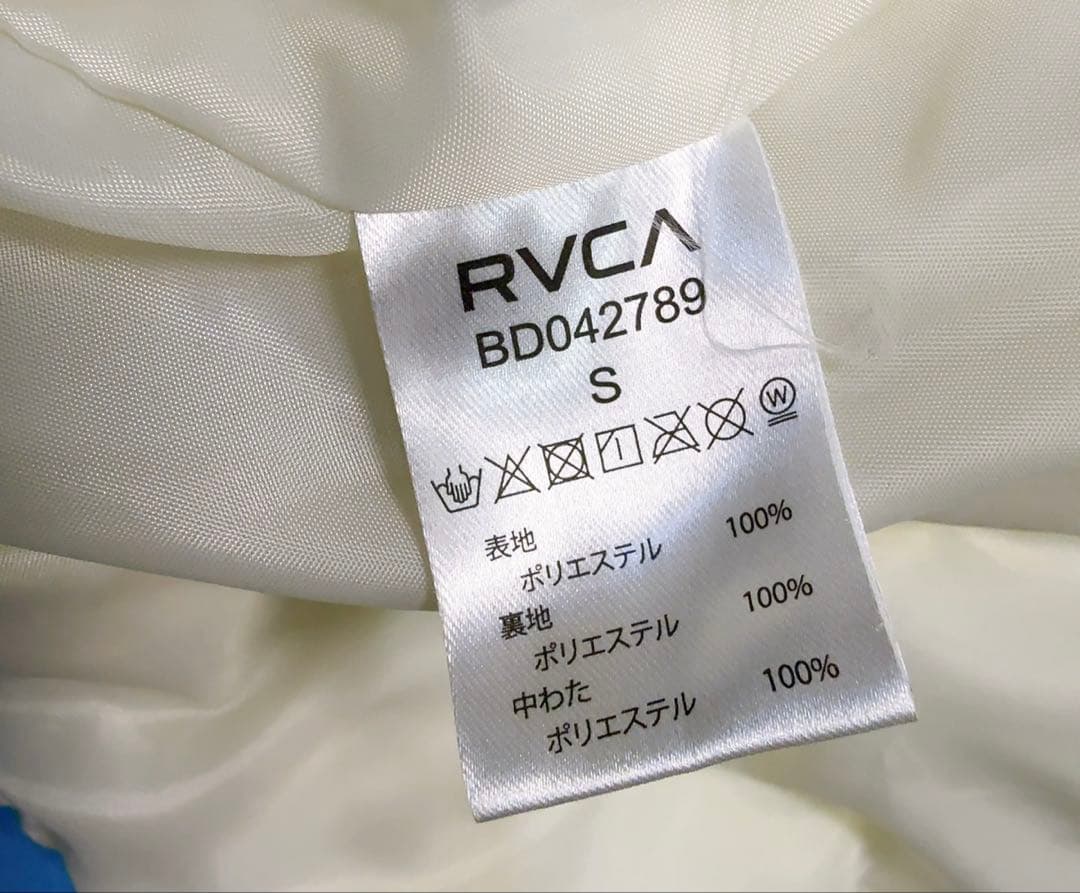 RVCA
BD042789
S
W
表地
ポリエステル 100%
裏地
ポリエステル 100%
中わた
ポリエステル 100%